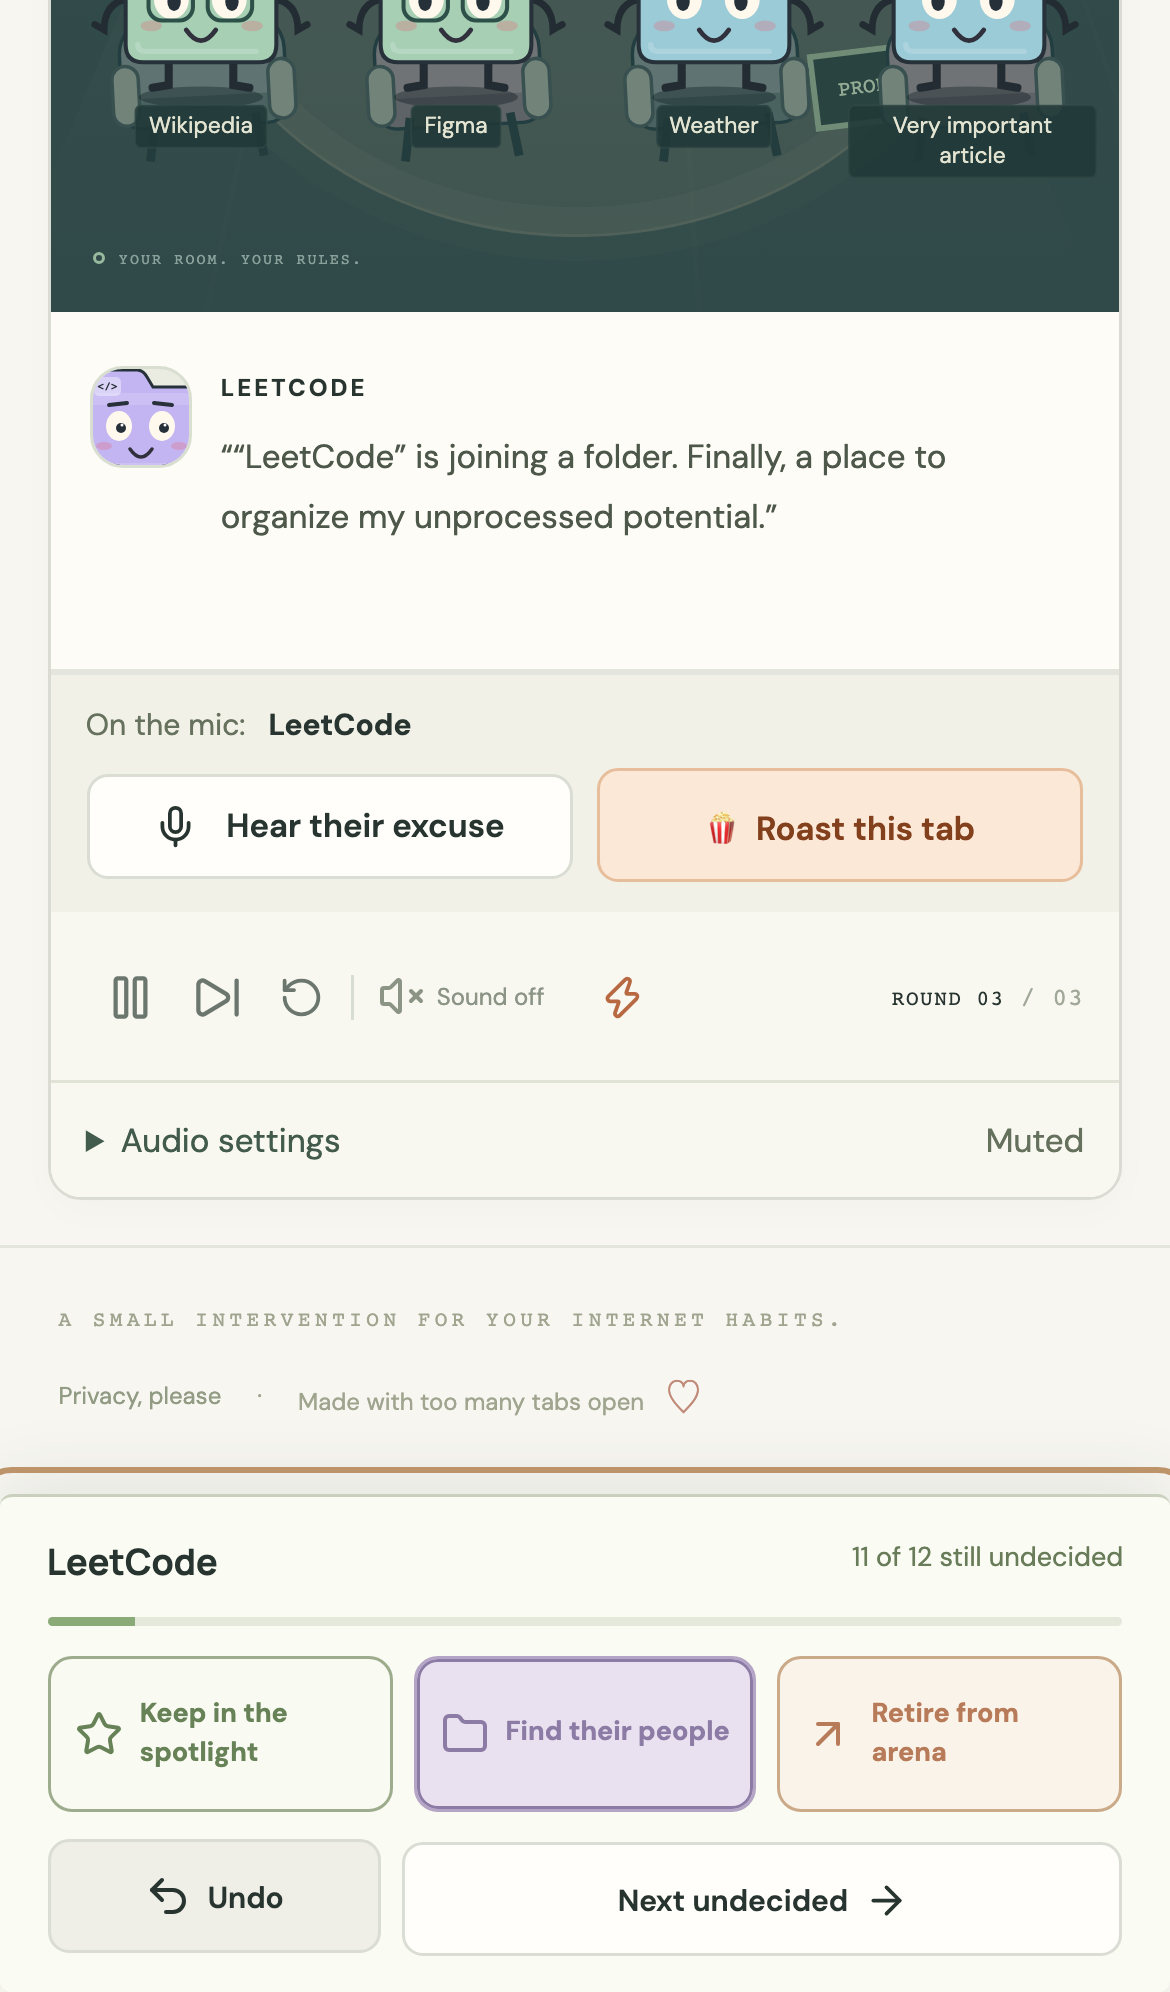 PRO
Wikipedia
Figma
Weather
Very important
article
YOUR ROOM. YOUR RULES.
</>
LEETCODE
““LeetCode” is joining a folder. Finally, a place to
organize my unprocessed potential.”
On the mic: LeetCode
Hear their excuse
Roast this tab
Sound off
ROUND 03 / 03
Audio settings
Muted
A SMALL INTERVENTION FOR YOUR INTERNET HABITS.
Privacy, please · Made with too many tabs open
LeetCode
11 of 12 still undecided
Keep in the
spotlight
Find their people
Retire from
arena
Undo
Next undecided